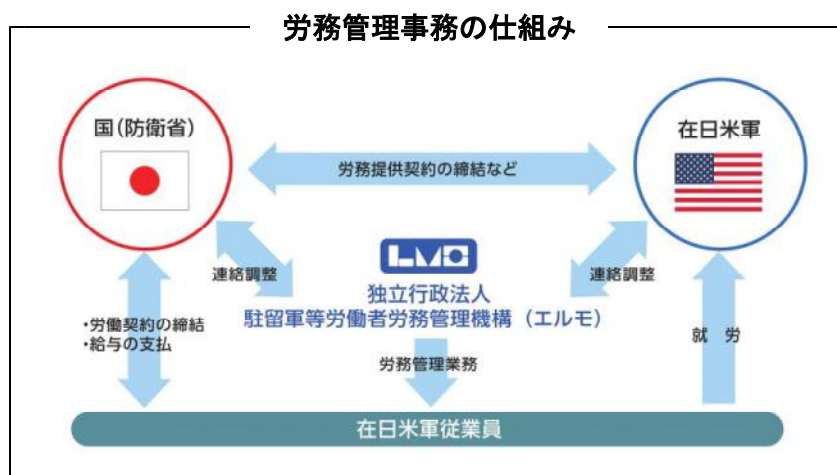 労務管理事務の仕組み
国(防衛省)
在日米軍
労務提供契約の締結など
連絡調整
LMO
連絡調整
独立行政法人
駐留軍等労働者労務管理機構（エルモ）
・労働契約の締結
・給与の支払
就 労
労務管理業務
在日米軍従業員